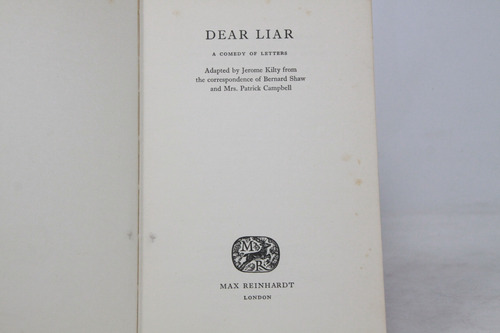 DEAR LIAR
A COMEDY OF LETTERS
Adapted by Jerome Kilty from
the correspondence of Bernard Shaw
and Mrs. Patrick Campbell
M
R
MAX REINHARDT
LONDON